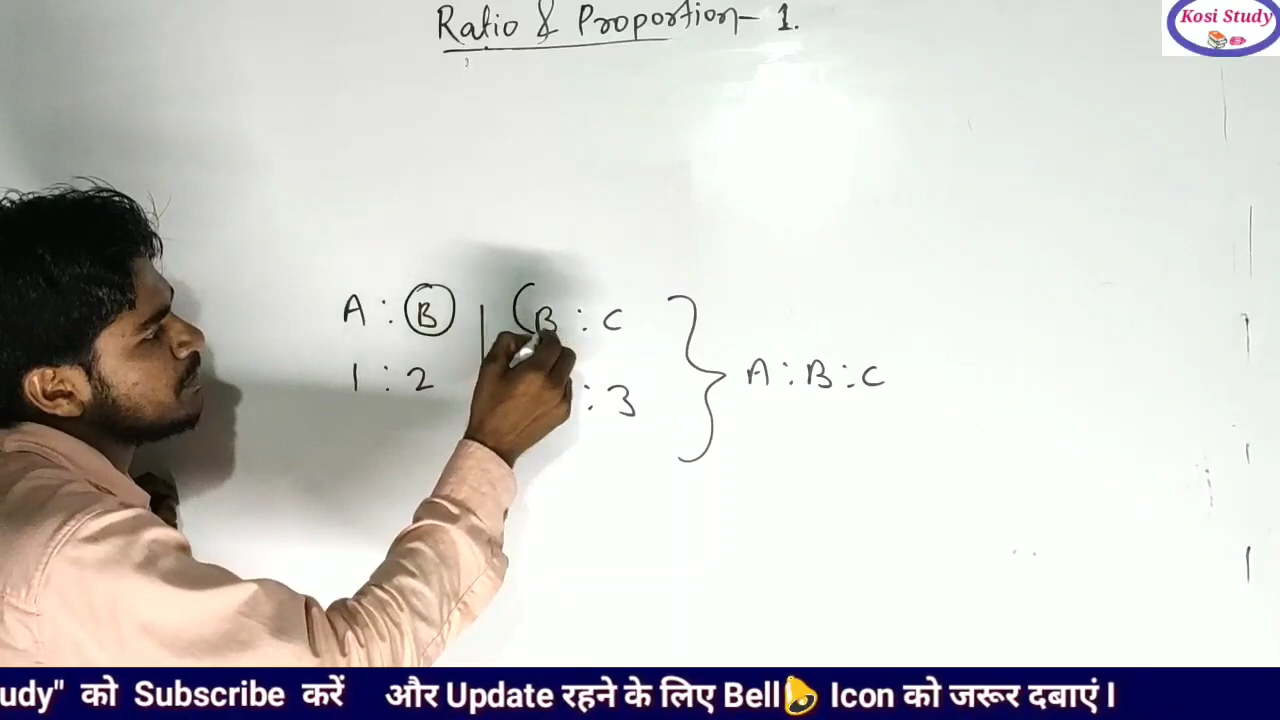 Ratio & Proportion- 1.
Kosi Study
A : B | (B : C } A : B : C
1 : 2 : 3
udy" को Subscribe करें और Update रहने के लिए Bell Icon को जरूर दबाएं l